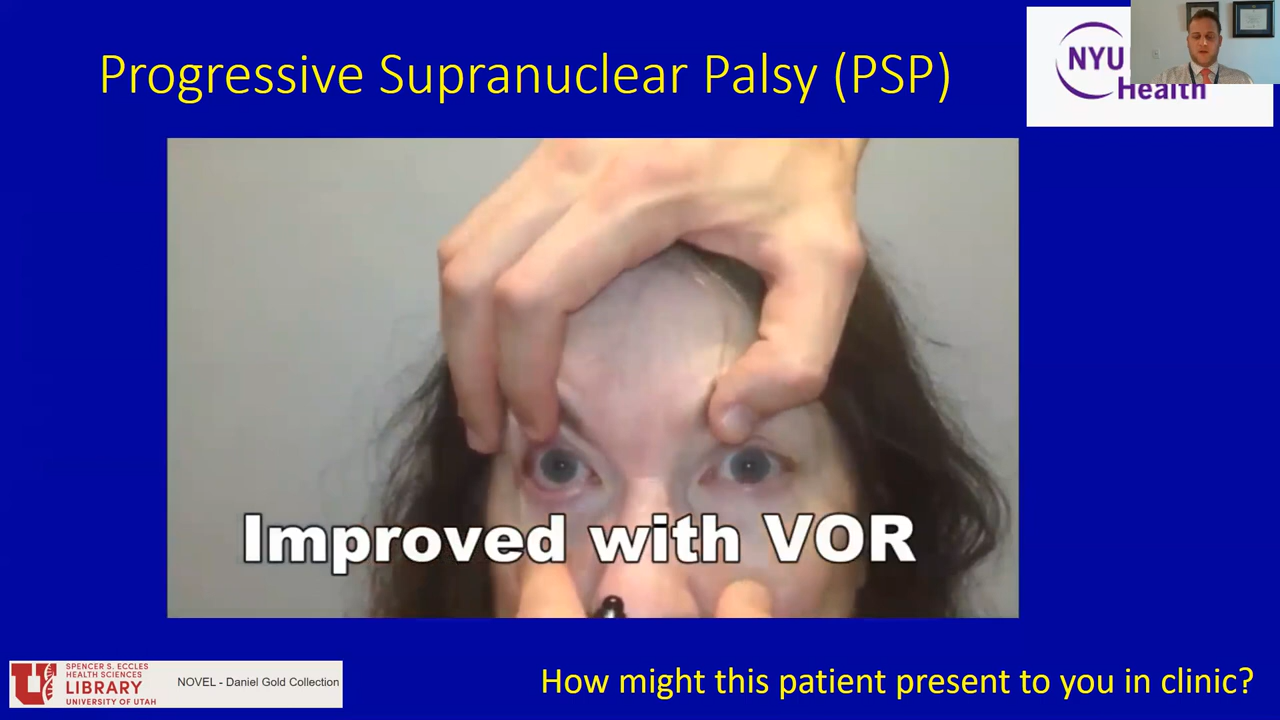 Progressive Supranuclear Palsy (PSP)
NYU
Health
Improved with VOR
SPENCER S. ECCLES
HEALTH SCIENCES
LIBRARY
UNIVERSITY OF UTAH
NOVEL - Daniel Gold Collection
How might this patient present to you in clinic?